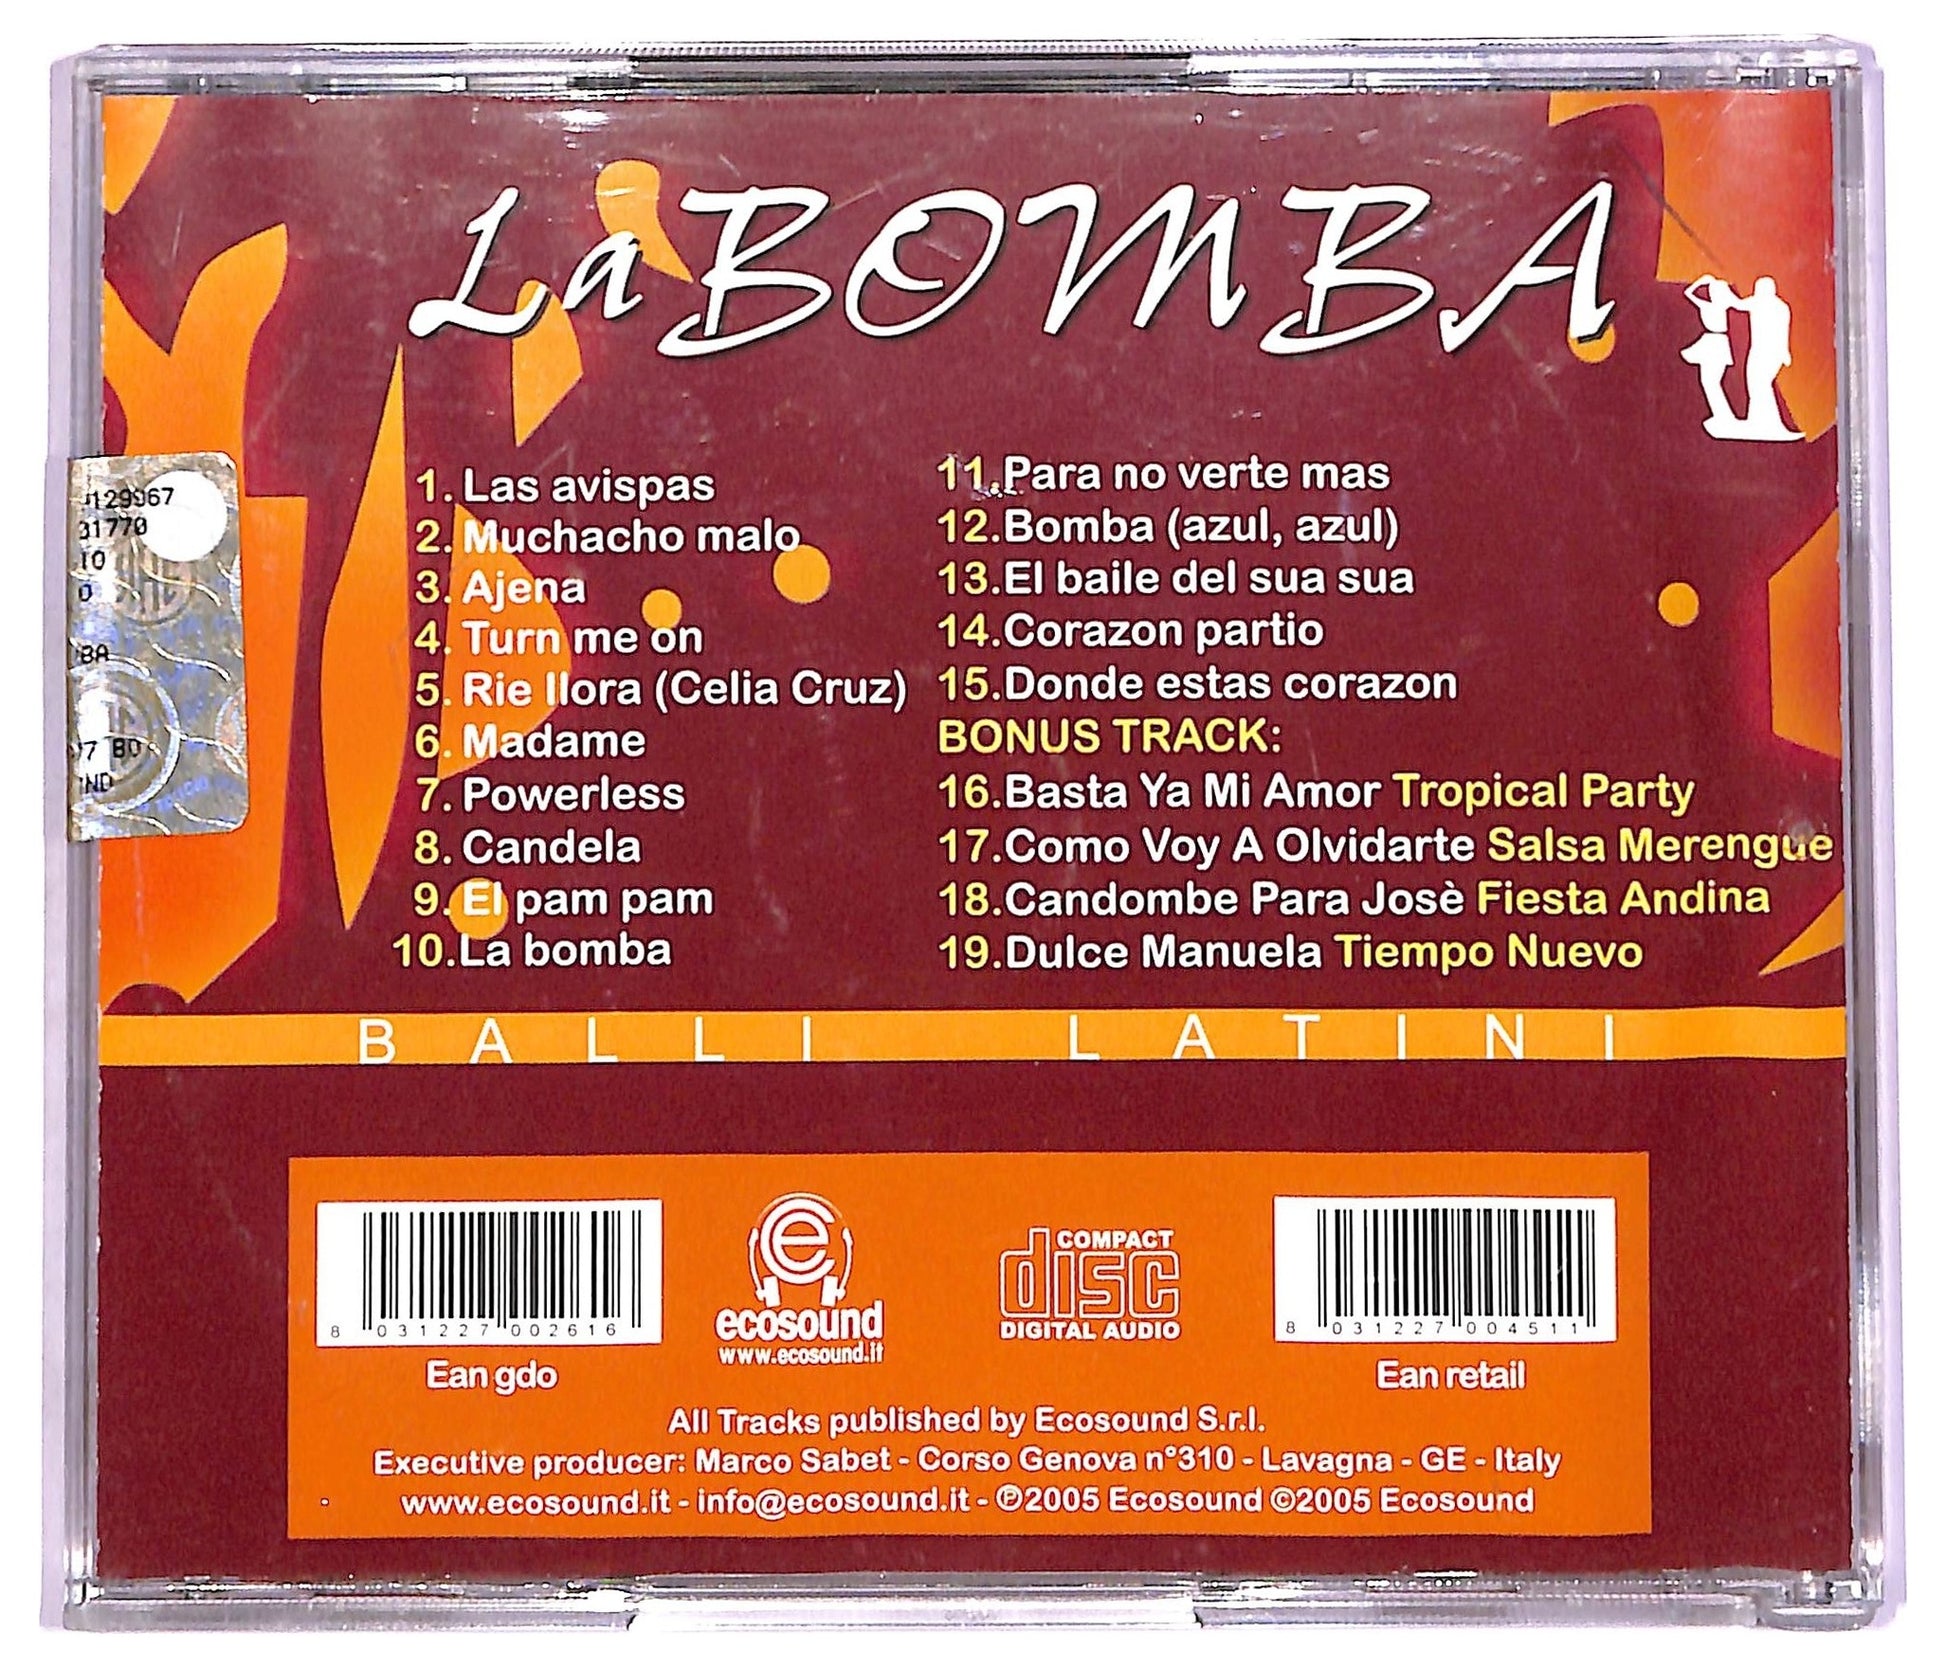 La BOMBA
1. Las avispas
2. Muchacho malo
3. Ajena
4. Turn me on
5. Rie llora (Celia Cruz)
6. Madame
7. Powerless
8. Candela
9. El pam pam
10. La bomba
11. Para no verte mas
12. Bomba (azul, azul)
13. El baile del sua sua
14. Corazon partio
15. Donde estas corazon
BONUS TRACK:
16. Basta Ya Mi Amor Tropical Party
17. Como Voy A Olvidarte Salsa Merengue
18. Candombe Para Josè Fiesta Andina
19. Dulce Manuela Tiempo Nuevo
BALLI LATINI
8 031227 002616
Ean gdo
e
ecosound
www.ecosound.it
COMPACT
disc
DIGITAL AUDIO
8 031227 004511
Ean retail
All Tracks published by Ecosound S.r.l.
Executive producer: Marco Sabet - Corso Genova n°310 - Lavagna - GE - Italy
www.ecosound.it - info@ecosound.it - ℗2005 Ecosound ©2005 Ecosound